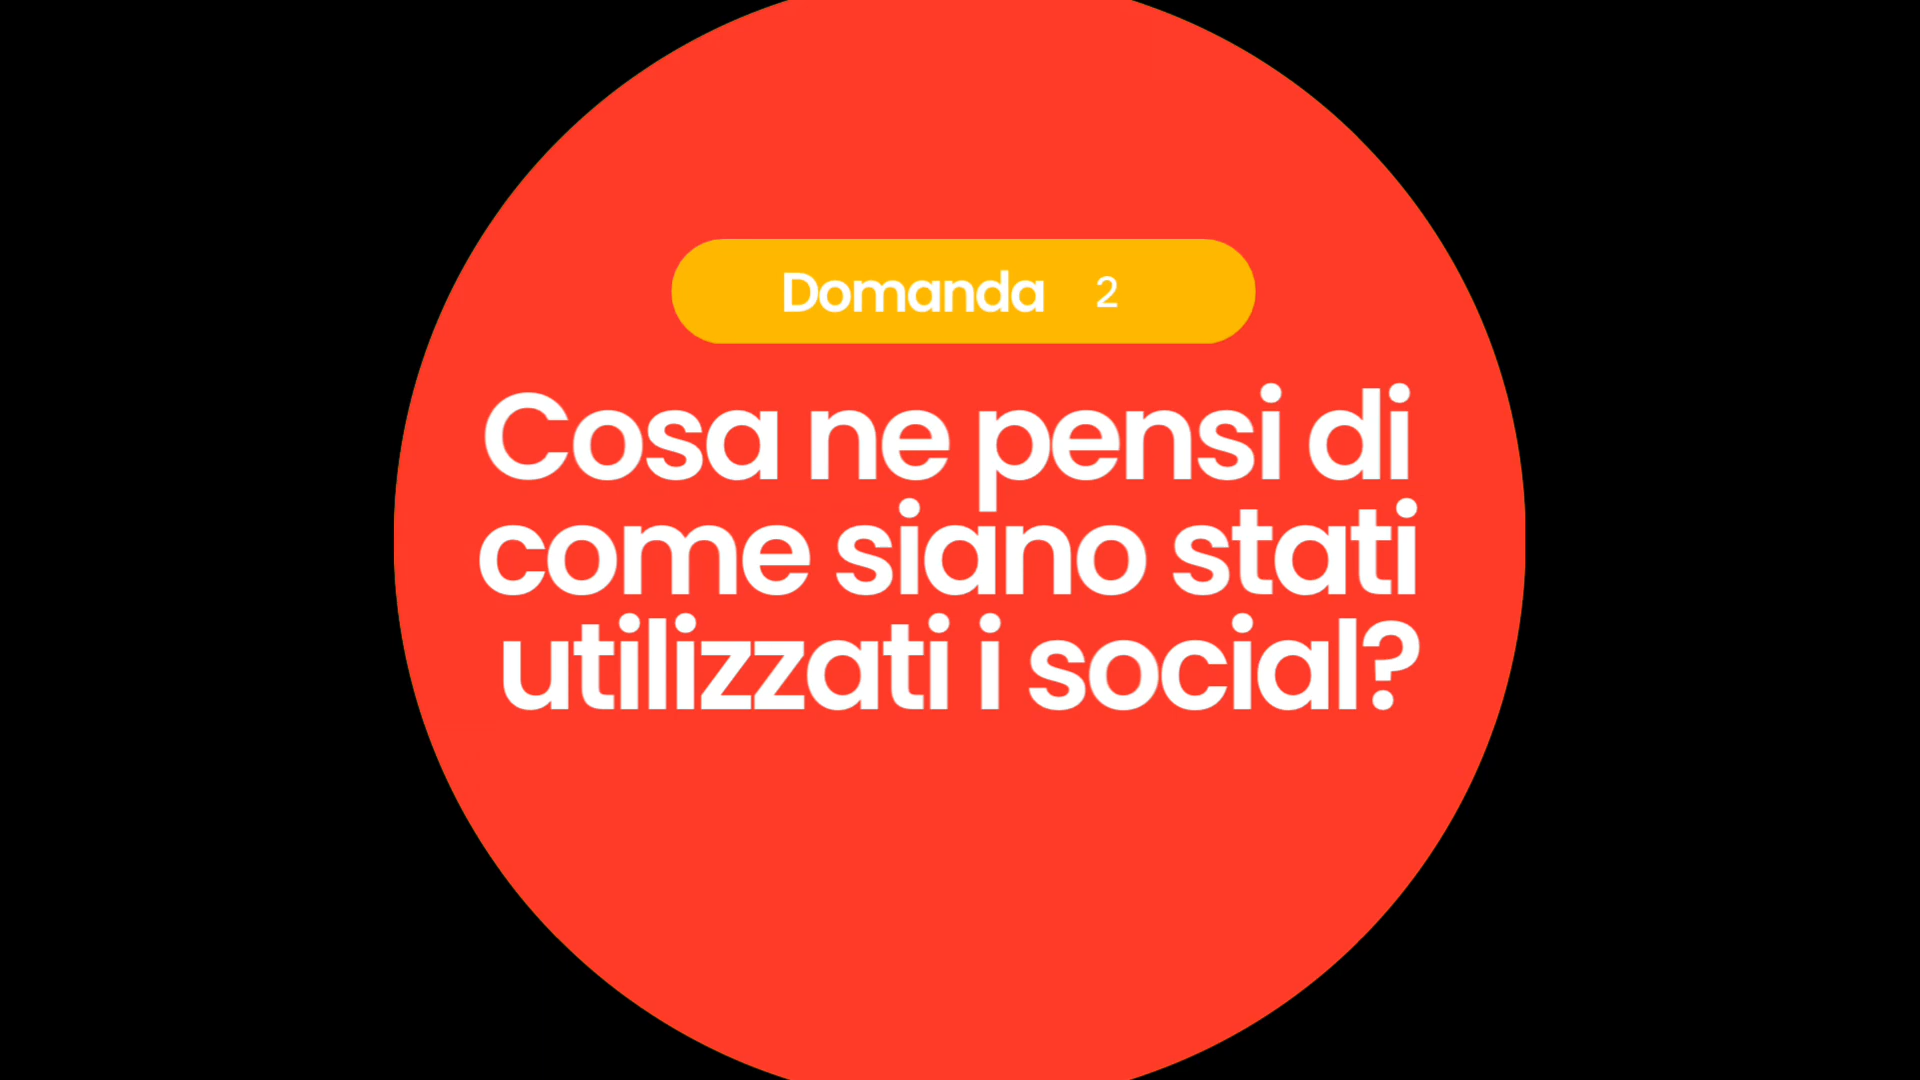 Domanda 2
Cosa ne pensi di
come siano stati
utilizzati i social?